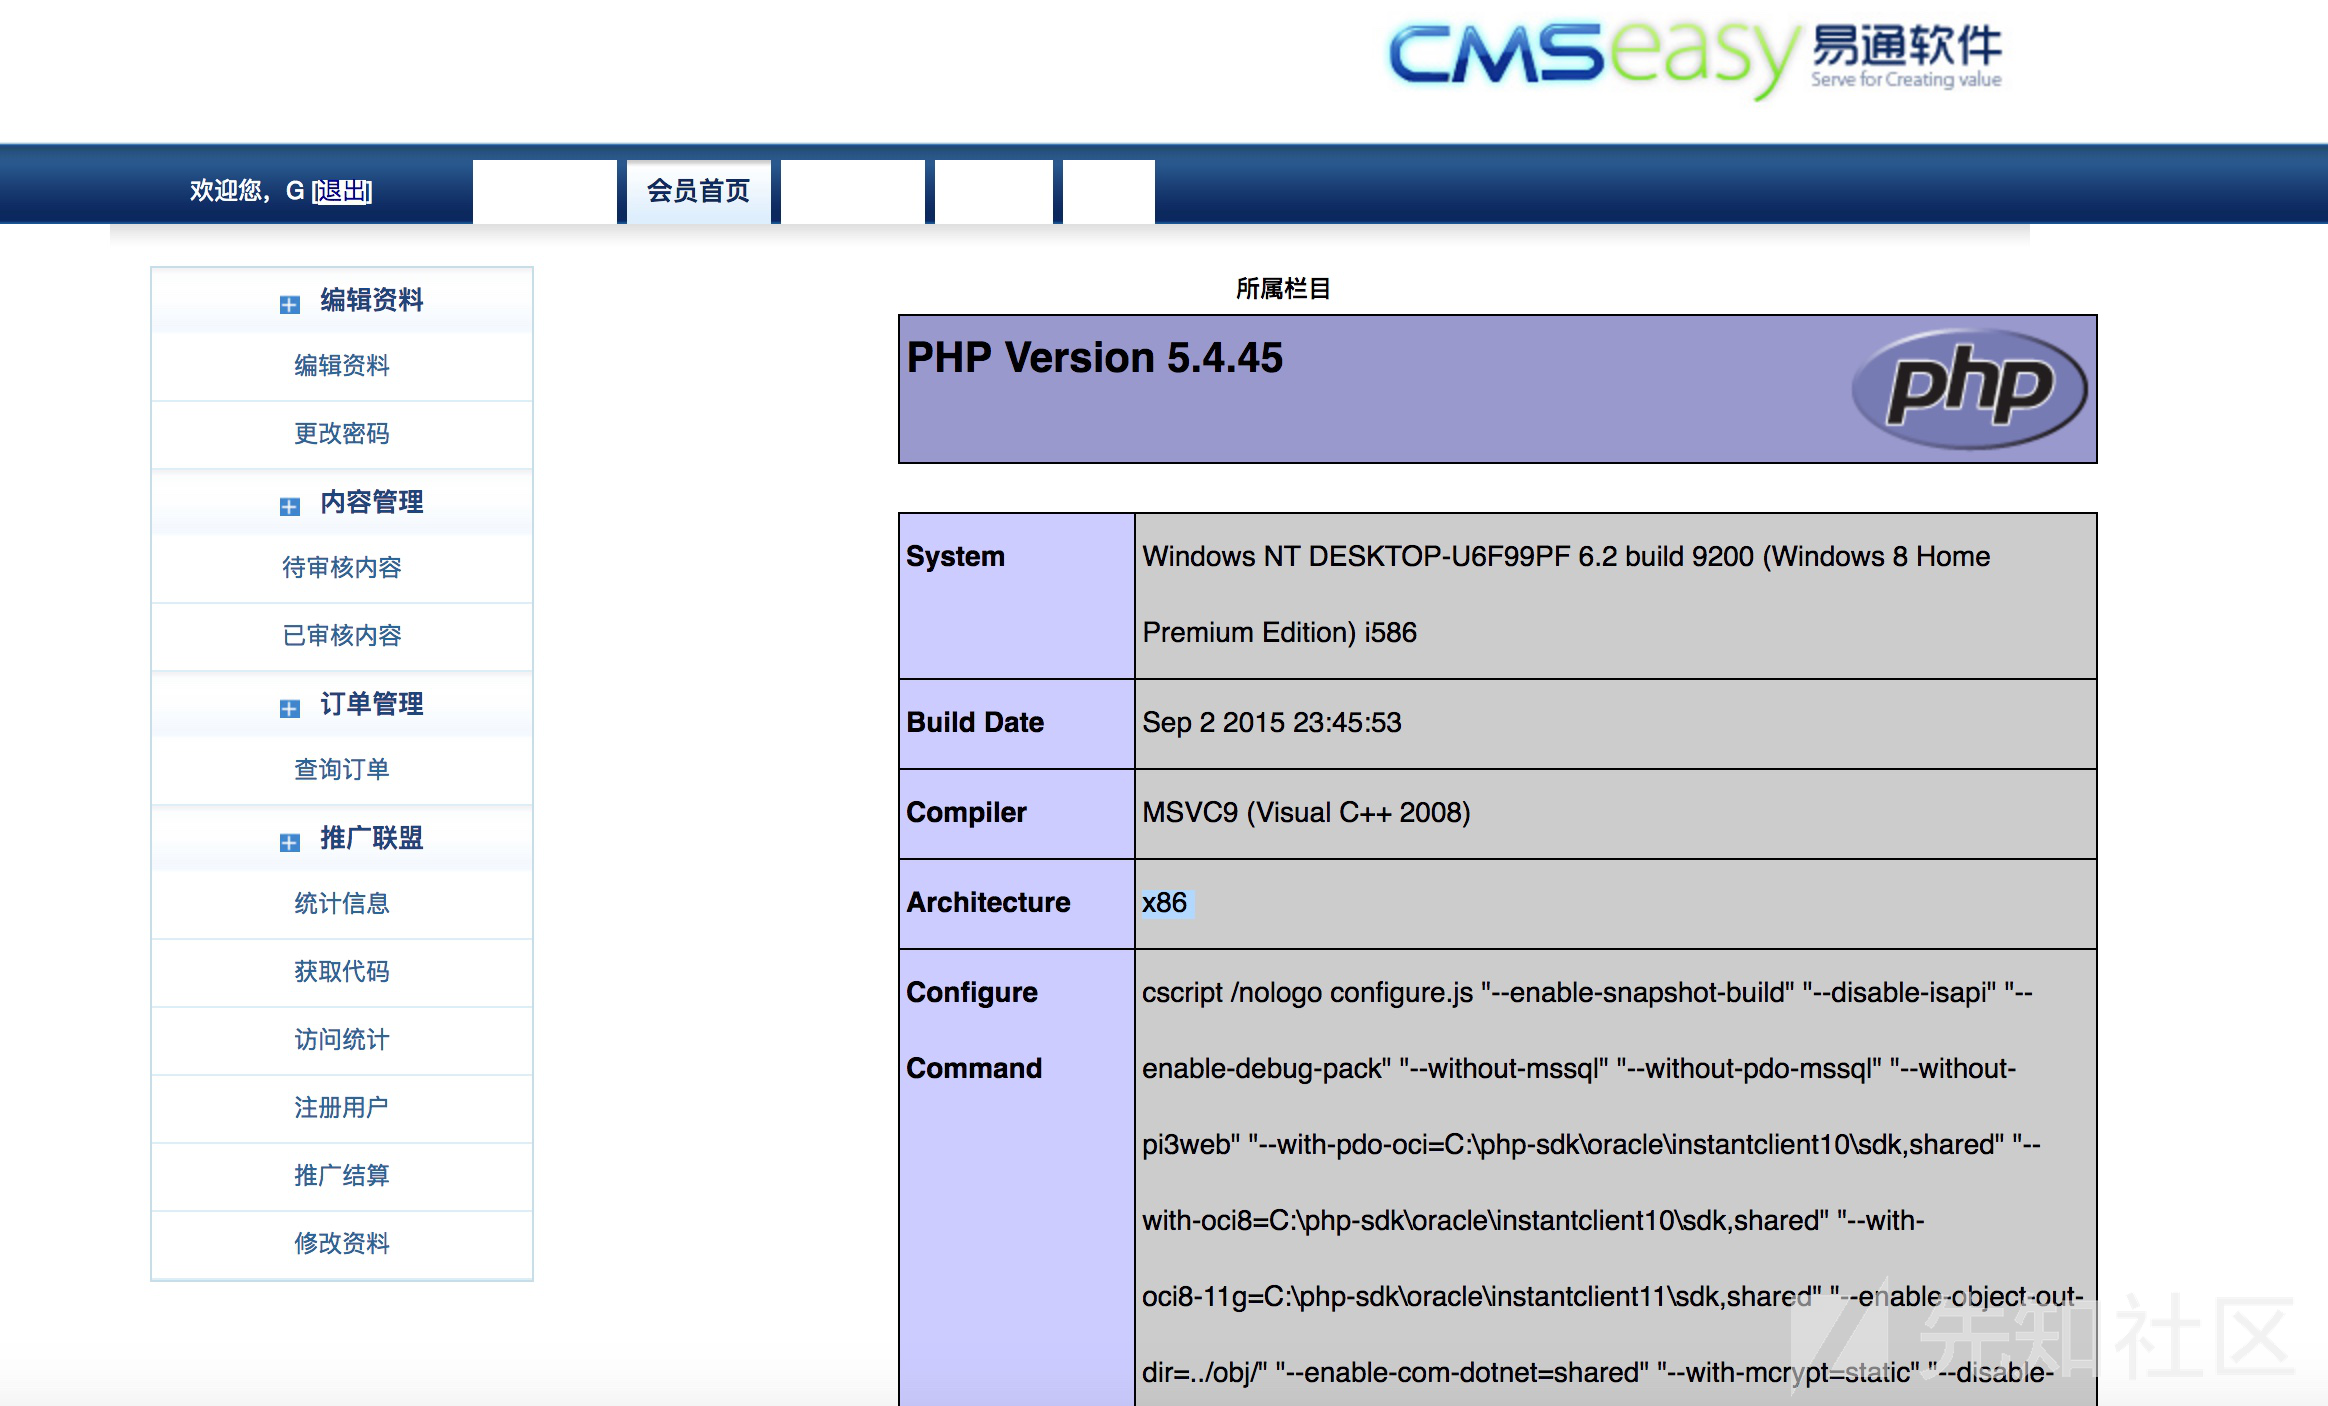 CMSeasy 易通软件
Serve for Creating value
欢迎您，G [退出]
会员首页
编辑资料
编辑资料
更改密码
内容管理
待审核内容
已审核内容
订单管理
查询订单
推广联盟
统计信息
获取代码
访问统计
注册用户
推广结算
修改资料
所属栏目
PHP Version 5.4.45
php
System
Windows NT DESKTOP-U6F99PF 6.2 build 9200 (Windows 8 Home
Premium Edition) i586
Build Date
Sep 2 2015 23:45:53
Compiler
MSVC9 (Visual C++ 2008)
Architecture
x86
Configure
Command
cscript /nologo configure.js "--enable-snapshot-build" "--disable-isapi" "--
enable-debug-pack" "--without-mssql" "--without-pdo-mssql" "--without-
pi3web" "--with-pdo-oci=C:\php-sdk\oracle\instantclient10\sdk,shared" "--
with-oci8=C:\php-sdk\oracle\instantclient10\sdk,shared" "--with-
oci8-11g=C:\php-sdk\oracle\instantclient11\sdk,shared" "--enable-object-out-
dir=../obj/" "--enable-com-dotnet=shared" "--with-mcrypt=static" "--disable-
先知社区